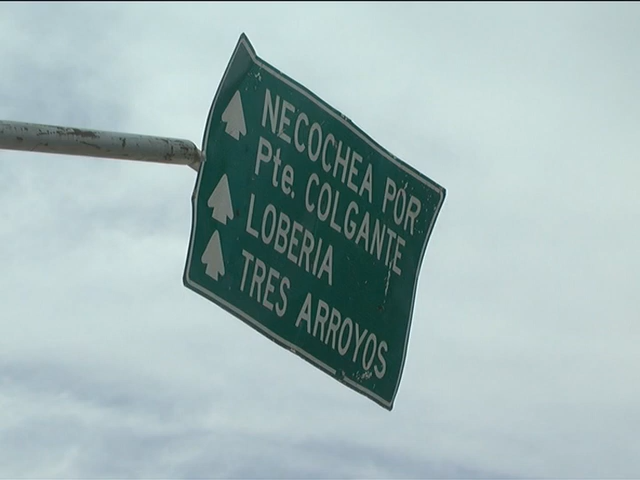 NECOCHEA POR
Pte. COLGANTE
LOBERIA
TRES ARROYOS